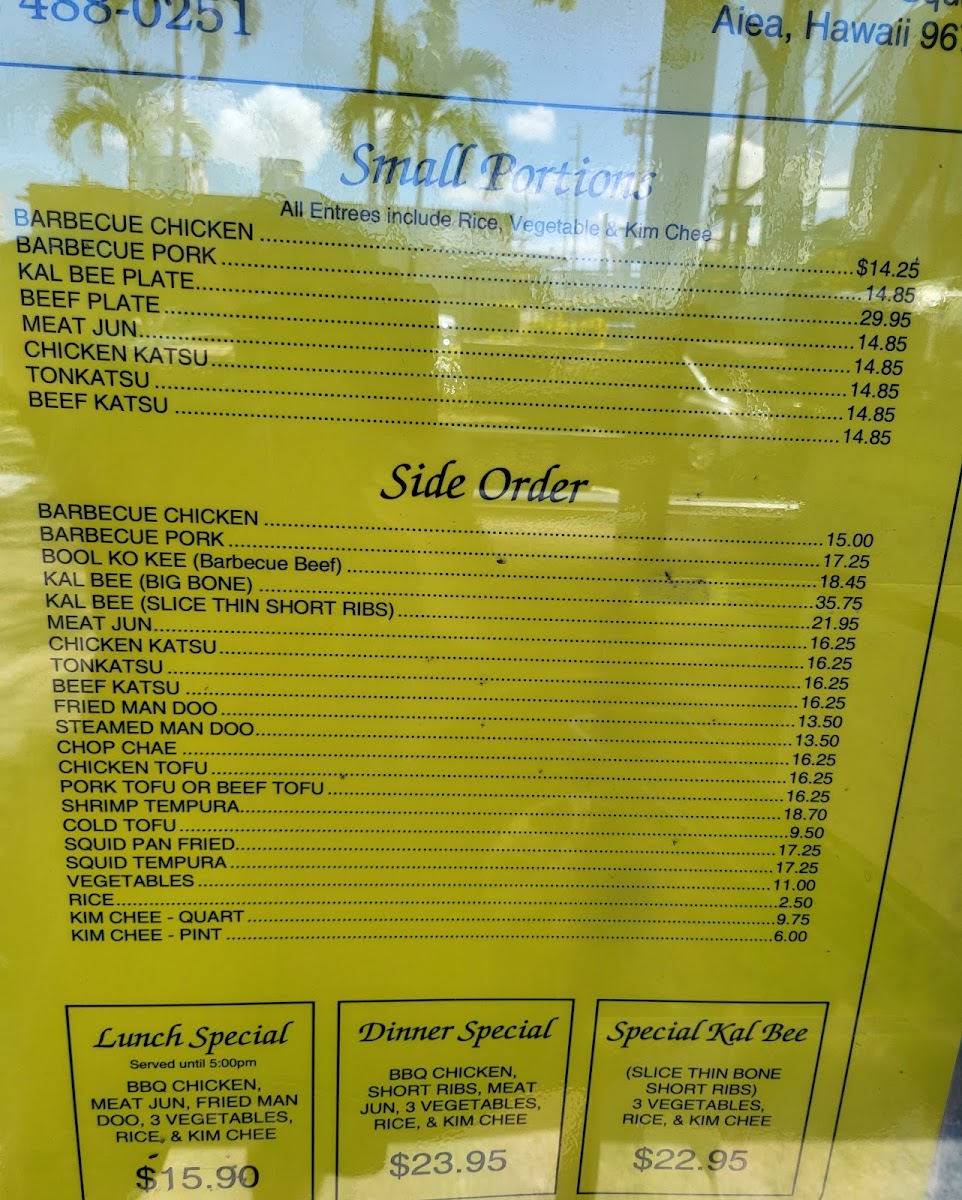 488-0251
Aiea, Hawaii 967
Small Portions
All Entrees include Rice, Vegetable & Kim Chee
BARBECUE CHICKEN $14.25
BARBECUE PORK 14.85
KAL BEE PLATE 29.95
BEEF PLATE 14.85
MEAT JUN 14.85
CHICKEN KATSU 14.85
TONKATSU 14.85
BEEF KATSU 14.85
Side Order
BARBECUE CHICKEN 15.00
BARBECUE PORK 17.25
BOOL KO KEE (Barbecue Beef) 18.45
KAL BEE (BIG BONE) 35.75
KAL BEE (SLICE THIN SHORT RIBS) 21.95
MEAT JUN 16.25
CHICKEN KATSU 16.25
TONKATSU 16.25
BEEF KATSU 16.25
FRIED MAN DOO 13.50
STEAMED MAN DOO 13.50
CHOP CHAE 16.25
CHICKEN TOFU 16.25
PORK TOFU OR BEEF TOFU 16.25
SHRIMP TEMPURA 18.70
COLD TOFU 9.50
SQUID PAN FRIED 17.25
SQUID TEMPURA 17.25
VEGETABLES 11.00
RICE 2.50
KIM CHEE - QUART 9.75
KIM CHEE - PINT 6.00
Lunch Special
Served until 5:00pm
BBQ CHICKEN,
MEAT JUN, FRIED MAN
DOO, 3 VEGETABLES,
RICE, & KIM CHEE
$15.90
Dinner Special
BBQ CHICKEN,
SHORT RIBS, MEAT
JUN, 3 VEGETABLES,
RICE, & KIM CHEE
$23.95
Special Kal Bee
(SLICE THIN BONE
SHORT RIBS)
3 VEGETABLES,
RICE, & KIM CHEE
$22.95